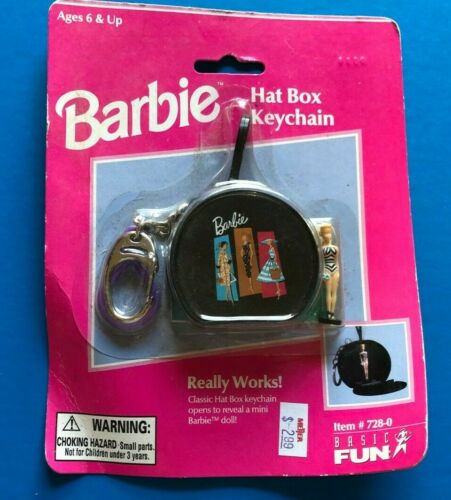 Ages 6 & Up
Barbie™
Hat Box
Keychain
Barbie
Really Works!
Classic Hat Box keychain
opens to reveal a mini
Barbie™ doll!
MEIJER
$ 2.99
WARNING:
CHOKING HAZARD-Small parts.
Not for Children under 3 years.
Item # 728-0
BASIC
FUN